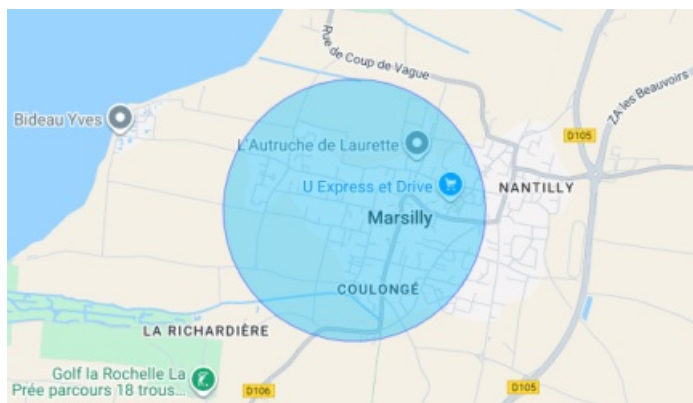 Rue de Coup de Vague
ZA les Beauvoirs
Bideau Yves
D105
L'Autruche de Laurette
U Express et Drive
NANTILLY
Marsilly
COULONGÉ
LA RICHARDIÈRE
Golf la Rochelle La
Prée parcours 18 trous...
D106
D105